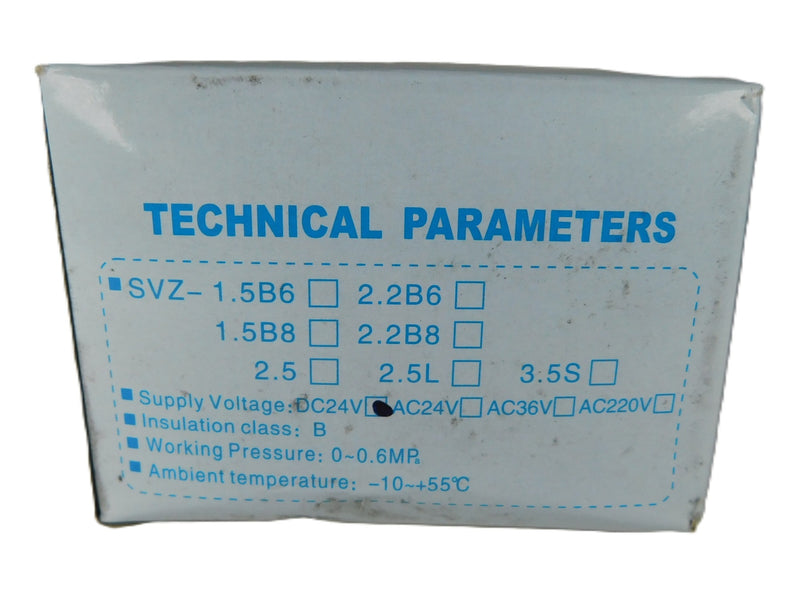 TECHNICAL PARAMETERS
■ SVZ- 1.5B6 □ 2.2B6 □
1.5B8 □ 2.2B8 □
2.5 □ 2.5L □ 3.5S □
■ Supply Voltage: DC24V □ AC24V □ AC36V □ AC220V □
■ Insulation class: B
■ Working Pressure: 0~0.6MPa
■ Ambient temperature: -10~+55℃